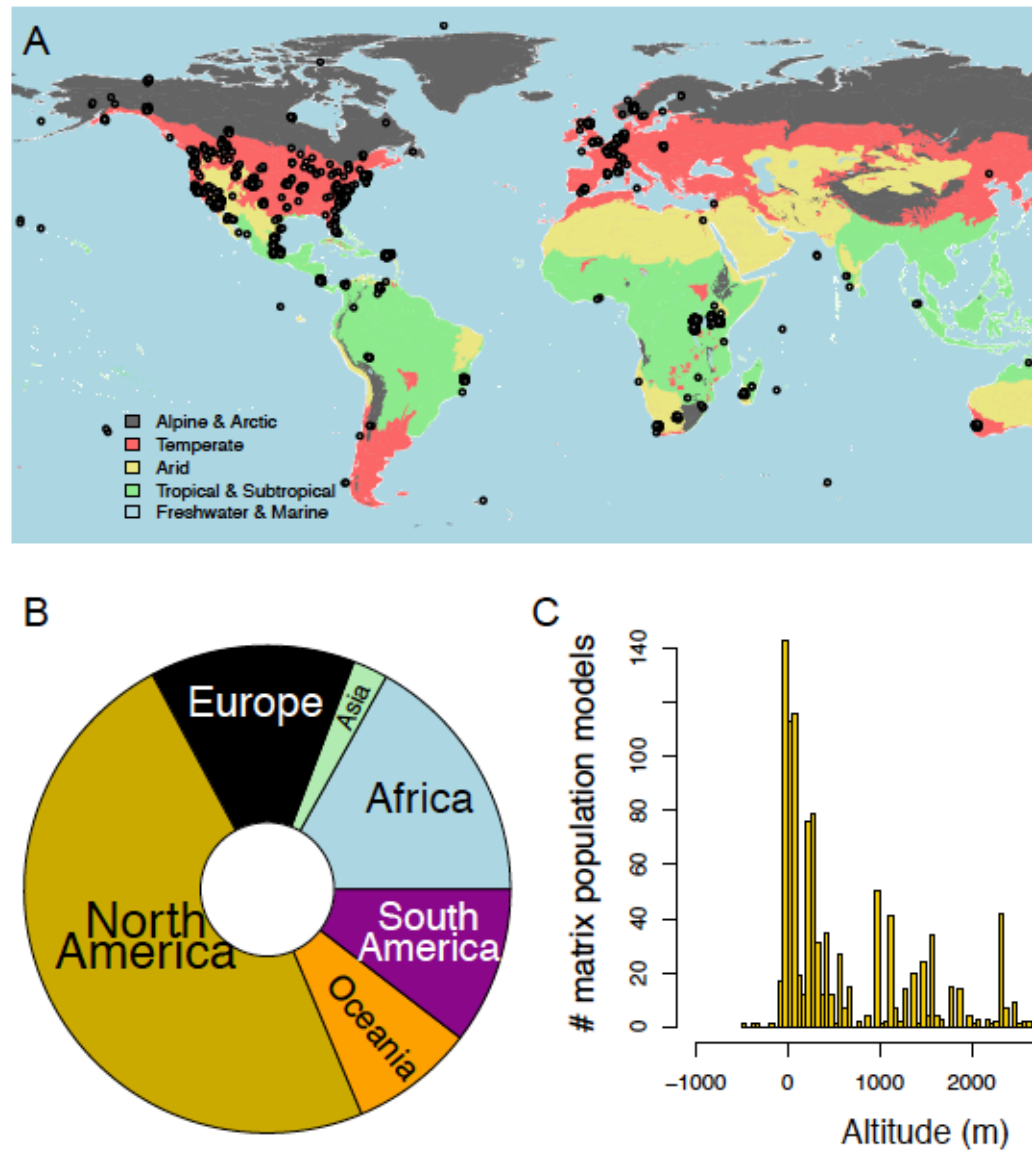 A
Alpine & Arctic
Temperate
Arid
Tropical & Subtropical
Freshwater & Marine
B
Europe
Asia
Africa
North
America
South
America
Oceania
C
# matrix population models
140
100
80
60
40
20
0
-1000
0
1000
2000
Altitude (m)